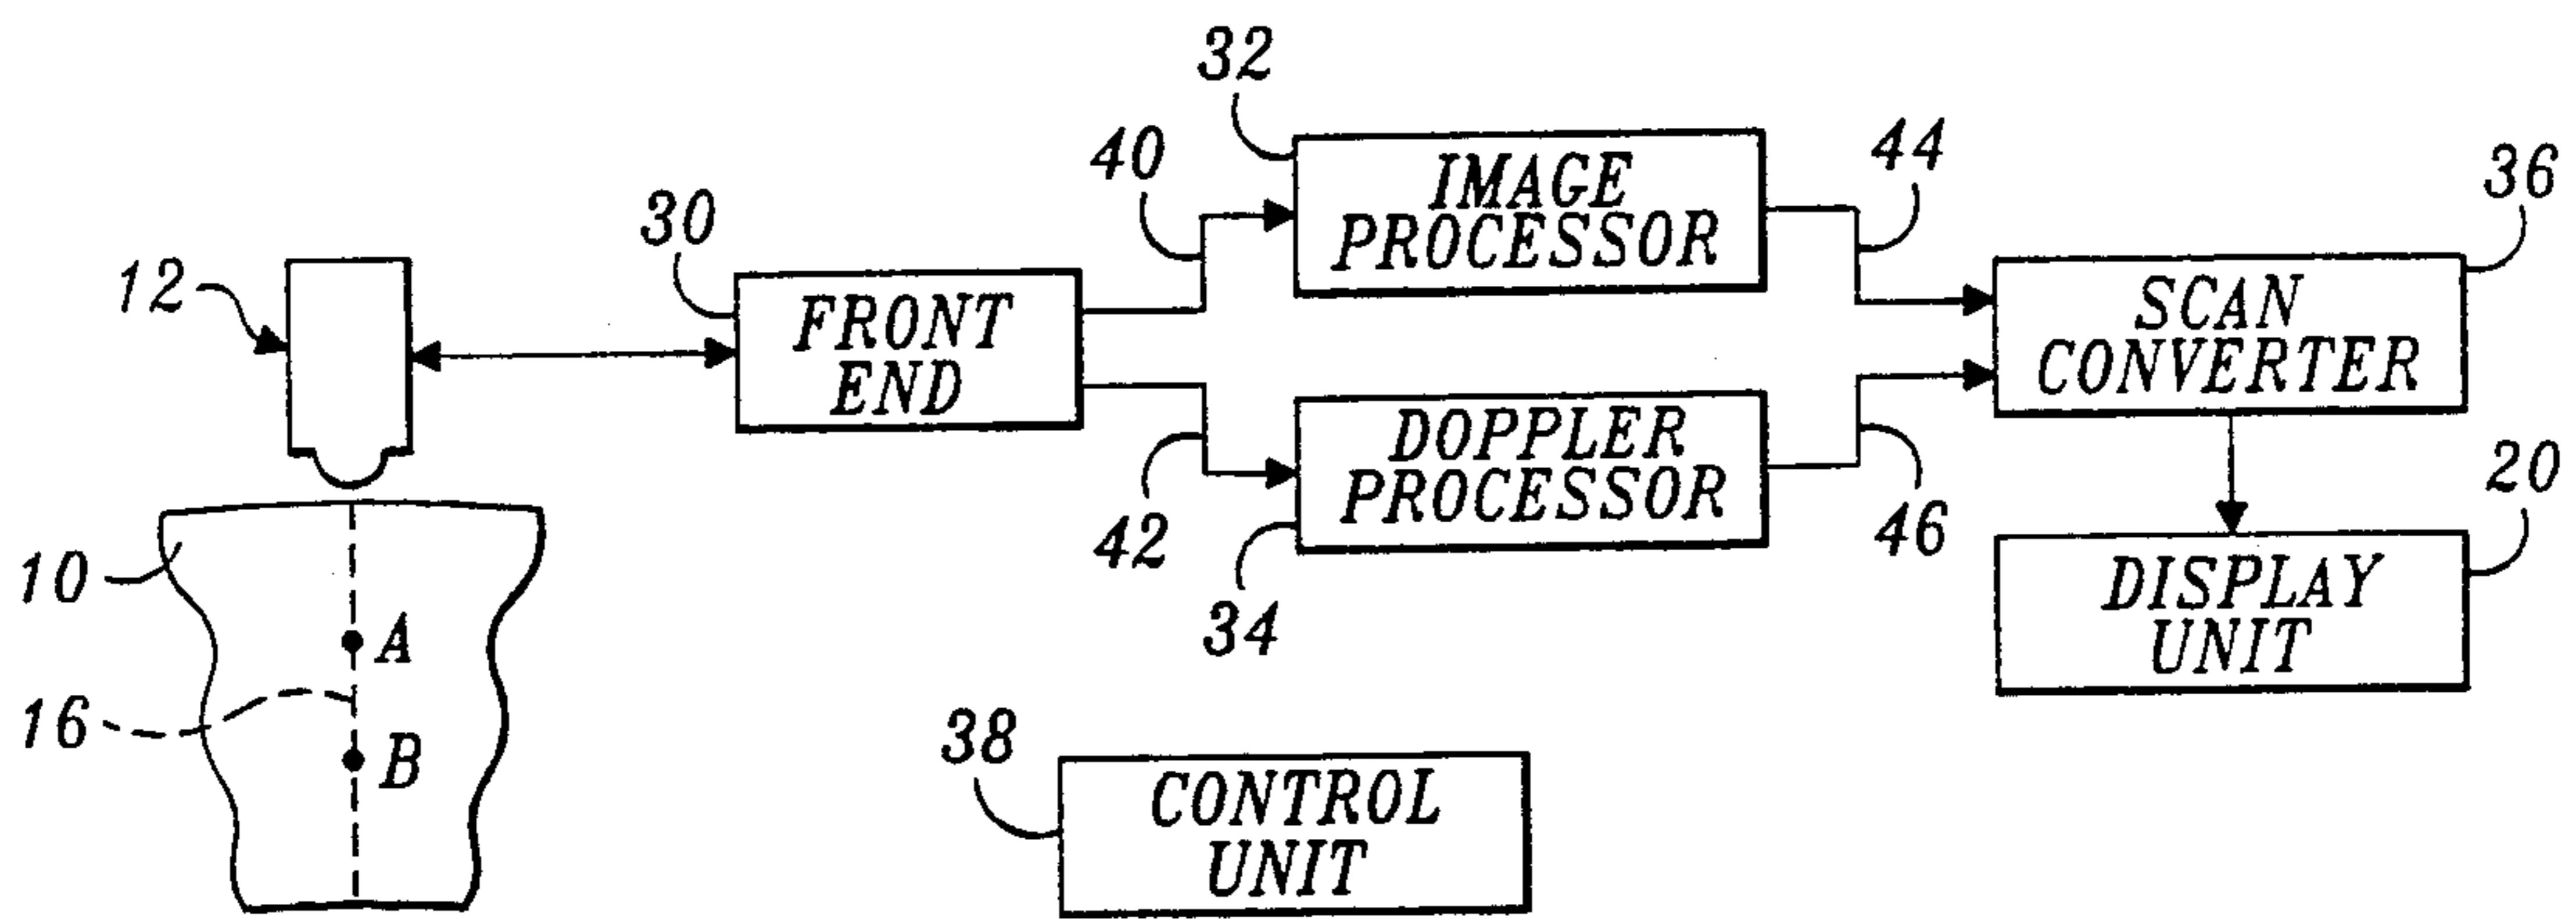 32
40
IMAGE
PROCESSOR
44
36
30
12
FRONT
END
SCAN
CONVERTER
10
42
DOPPLER
PROCESSOR
46
20
34
A
DISPLAY
UNIT
16
B
38
CONTROL
UNIT